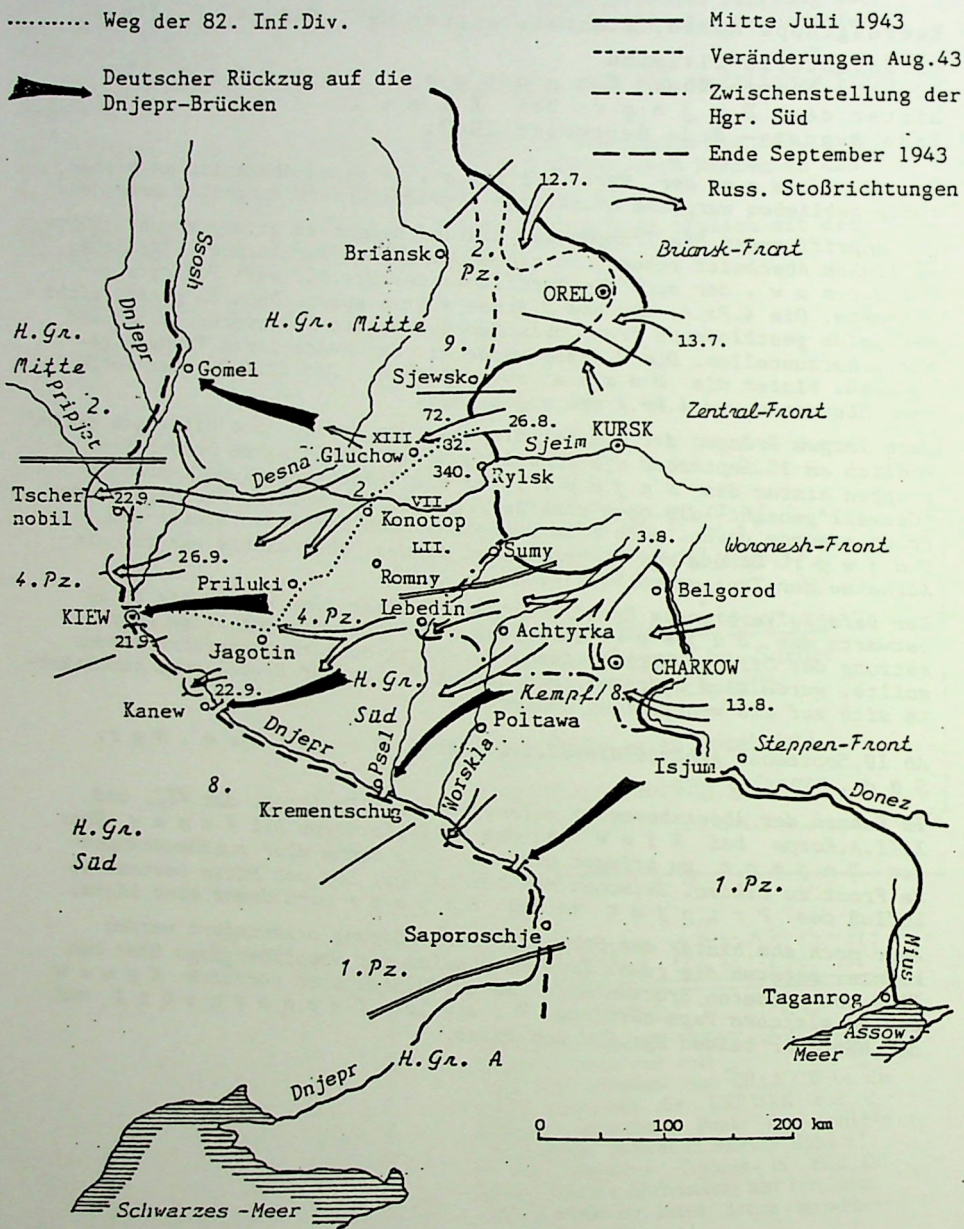 Weg der 82. Inf.Div.
Deutscher Rückzug auf die
Dnjepr-Brücken
Mitte Juli 1943
Veränderungen Aug.43
Zwischenstellung der
Hgr. Süd
Ende September 1943
Russ. Stoßrichtungen
12.7.
Briansk
2.
Pz.
Briansk-Front
OREL
Ssosh
Dnjepr
H.Gr. Mitte
H.Gr.
Mitte
9.
13.7.
Gomel
Sjewsk
Pripjet
2.
Zentral-Front
72.
26.8.
XIII
32.
Gluchow
KURSK
Sjeim
Desna
340.
Rylsk
Tscher
nobil
22.9.
2.
VII
Konotop
3.8.
Woronesh-Front
LII.
Sumy
26.9.
Romny
Belgorod
4.Pz.
Priluki
KIEW
4.Pz.
Lebedin
Achtyrka
21.9
Jagotin
CHARKOW
22.9.
H.Gr.
Süd
Kempf/8.
13.8.
Kanew
Poltawa
Dnjepr
Psel
Worskla
Steppen-Front
Isjum
8.
Donez
Krementschug
H.Gr.
Süd
1.Pz.
Saporoschje
1.Pz.
Mius
Taganrog
Assow.
Meer
H.Gr. A
Dnjepr
0 100 200 km
Schwarzes-Meer